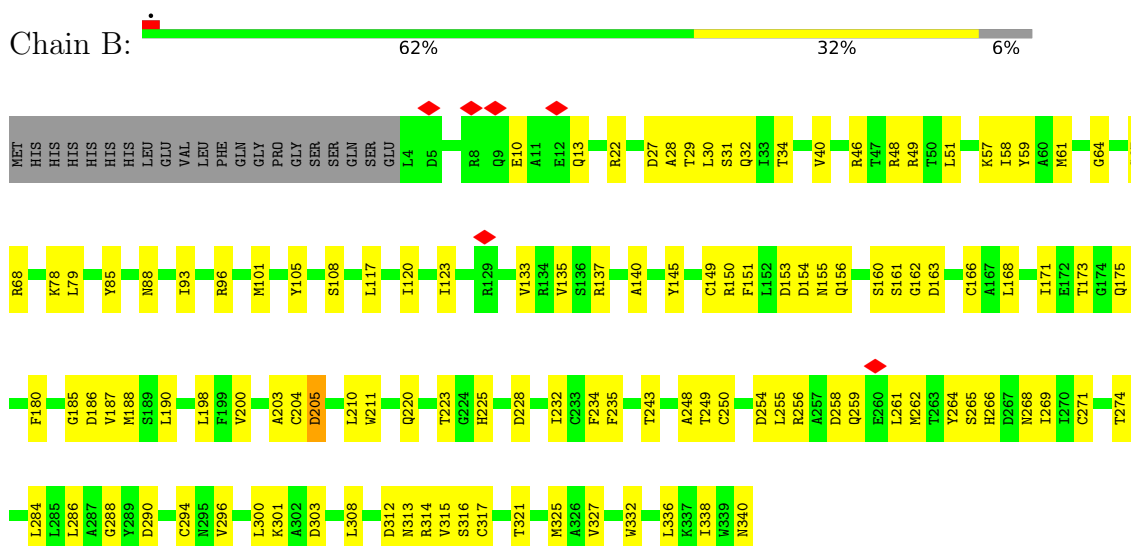 Chain B:
62% 32% 6%
MET HIS HIS HIS HIS HIS HIS LEU GLU VAL LEU PHE GLN GLY PRO GLY SER SER GLN SER GLU L4 D5 R8 Q9 E10 A11 E12 Q13 R22 D27 A28 T29 L30 S31 Q32 I33 T34 V40 R46 T47 R48 R49 T50 L51 K57 I58 Y59 A60 M61 G64
R68 K78 L79 Y85 N88 I93 R96 M101 Y105 S108 L117 I120 I123 R129 V133 R134 V135 S136 R137 A140 Y145 C149 R150 F151 L152 D153 D154 N155 Q156 S160 S161 G162 D163 C166 A167 L168 I171 E172 T173 G174 Q175
F180 G185 D186 V187 M188 S189 L190 L198 F199 V200 A203 C204 D205 L210 W211 Q220 T223 G224 H225 D228 I232 C233 F234 F235 T243 A248 T249 C250 D254 L255 R256 A257 D258 Q259 E260 L261 M262 T263 Y264 S265 H266 D267 N268 I269 I270 C271 T274
L284 L285 L286 A287 G288 Y289 D290 C294 N295 V296 L300 K301 A302 D303 L308 D312 N313 R314 V315 S316 C317 T321 M325 A326 V327 W332 L336 K337 I338 W339 N340